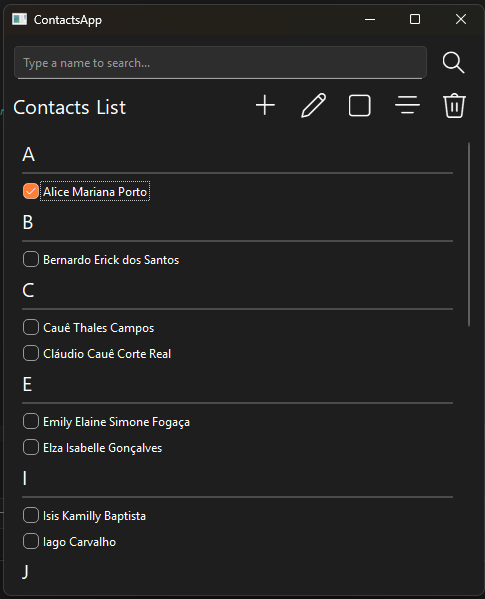 ContactsApp
Type a name to search...
Contacts List
A
Alice Mariana Porto
B
Bernardo Erick dos Santos
C
Cauê Thales Campos
Cláudio Cauê Corte Real
E
Emily Elaine Simone Fogaça
Elza Isabelle Gonçalves
I
Isis Kamilly Baptista
Iago Carvalho
J